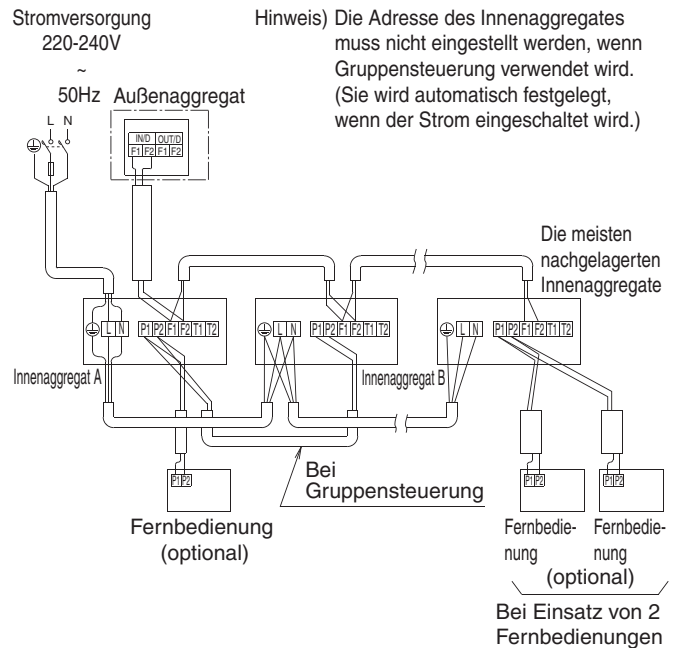 Stromversorgung
220-240V
~
50Hz
L N
Außenaggregat
IN/D OUT/D
F1 F2 F1 F2
Hinweis) Die Adresse des Innenaggregates
muss nicht eingestellt werden, wenn
Gruppensteuerung verwendet wird.
(Sie wird automatisch festgelegt,
wenn der Strom eingeschaltet wird.)
Die meisten
nachgelagerten
Innenaggregate
L N P1 P2 F1 F2 T1 T2
L N P1 P2 F1 F2 T1 T2
L N P1 P2 F1 F2 T1 T2
Innenaggregat A
Innenaggregat B
Bei
Gruppensteuerung
P1 P2
Fernbedienung
(optional)
P1 P2
P1 P2
Fernbedie-
nung
Fernbedie-
nung
(optional)
Bei Einsatz von 2
Fernbedienungen